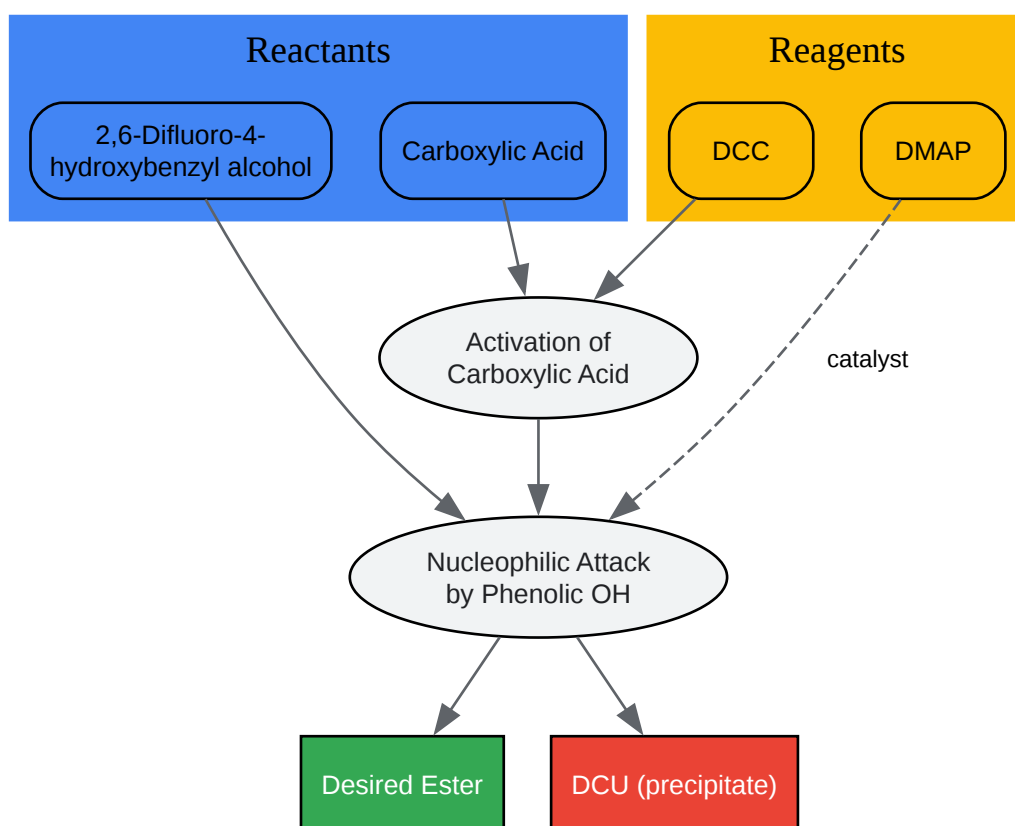 Reactants
Reagents
2,6-Difluoro-4-
hydroxybenzyl alcohol
Carboxylic Acid
DCC
DMAP
Activation of
Carboxylic Acid
catalyst
Nucleophilic Attack
by Phenolic OH
Desired Ester
DCU (precipitate)